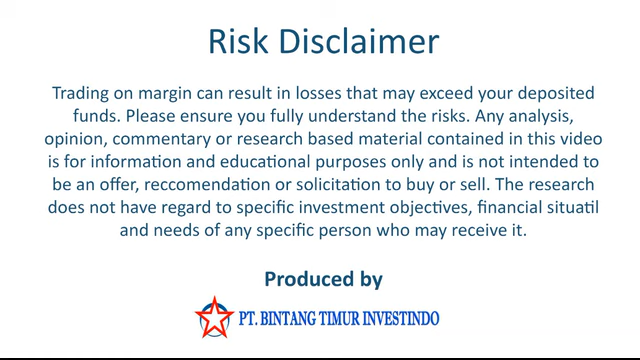 Risk Disclaimer
Trading on margin can result in losses that may exceed your deposited
funds. Please ensure you fully understand the risks. Any analysis,
opinion, commentary or research based material contained in this video
is for information and educational purposes only and is not intended to
be an offer, reccomendation or solicitation to buy or sell. The research
does not have regard to specific investment objectives, financial situatil
and needs of any specific person who may receive it.
Produced by
PT. BINTANG TIMUR INVESTINDO